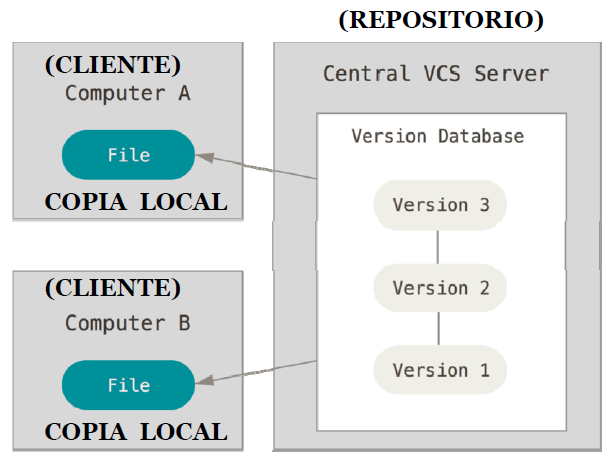 (REPOSITORIO)
(CLIENTE)
Computer A
File
COPIA LOCAL
(CLIENTE)
Computer B
File
COPIA LOCAL
Central VCS Server
Version Database
Version 3
Version 2
Version 1